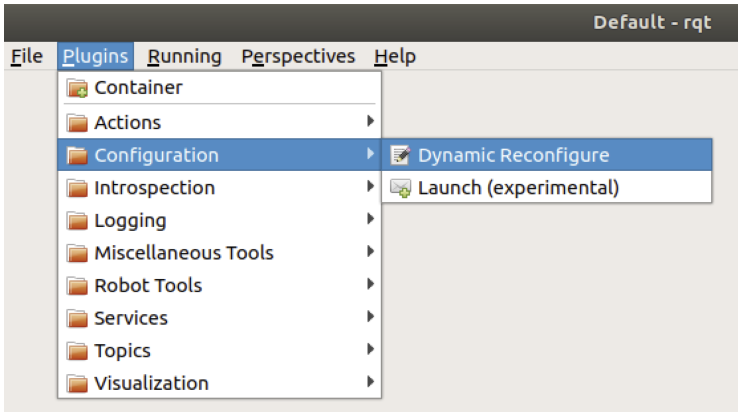 Default - rqt
File Plugins Running Perspectives Help
Container
Actions
Configuration
Dynamic Reconfigure
Introspection
Launch (experimental)
Logging
Miscellaneous Tools
Robot Tools
Services
Topics
Visualization